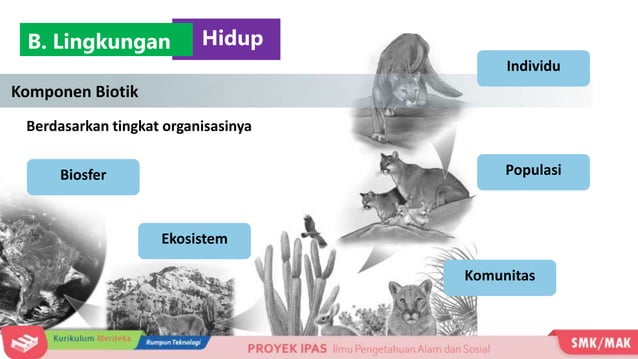 B. Lingkungan Hidup
Komponen Biotik
Berdasarkan tingkat organisasinya
Individu
Populasi
Biosfer
Ekosistem
Komunitas
Kurikulum Merdeka
Rumpun Teknologi
PROYEK IPAS Ilmu Pengetahuan Alam dan Sosial
SMK/MAK